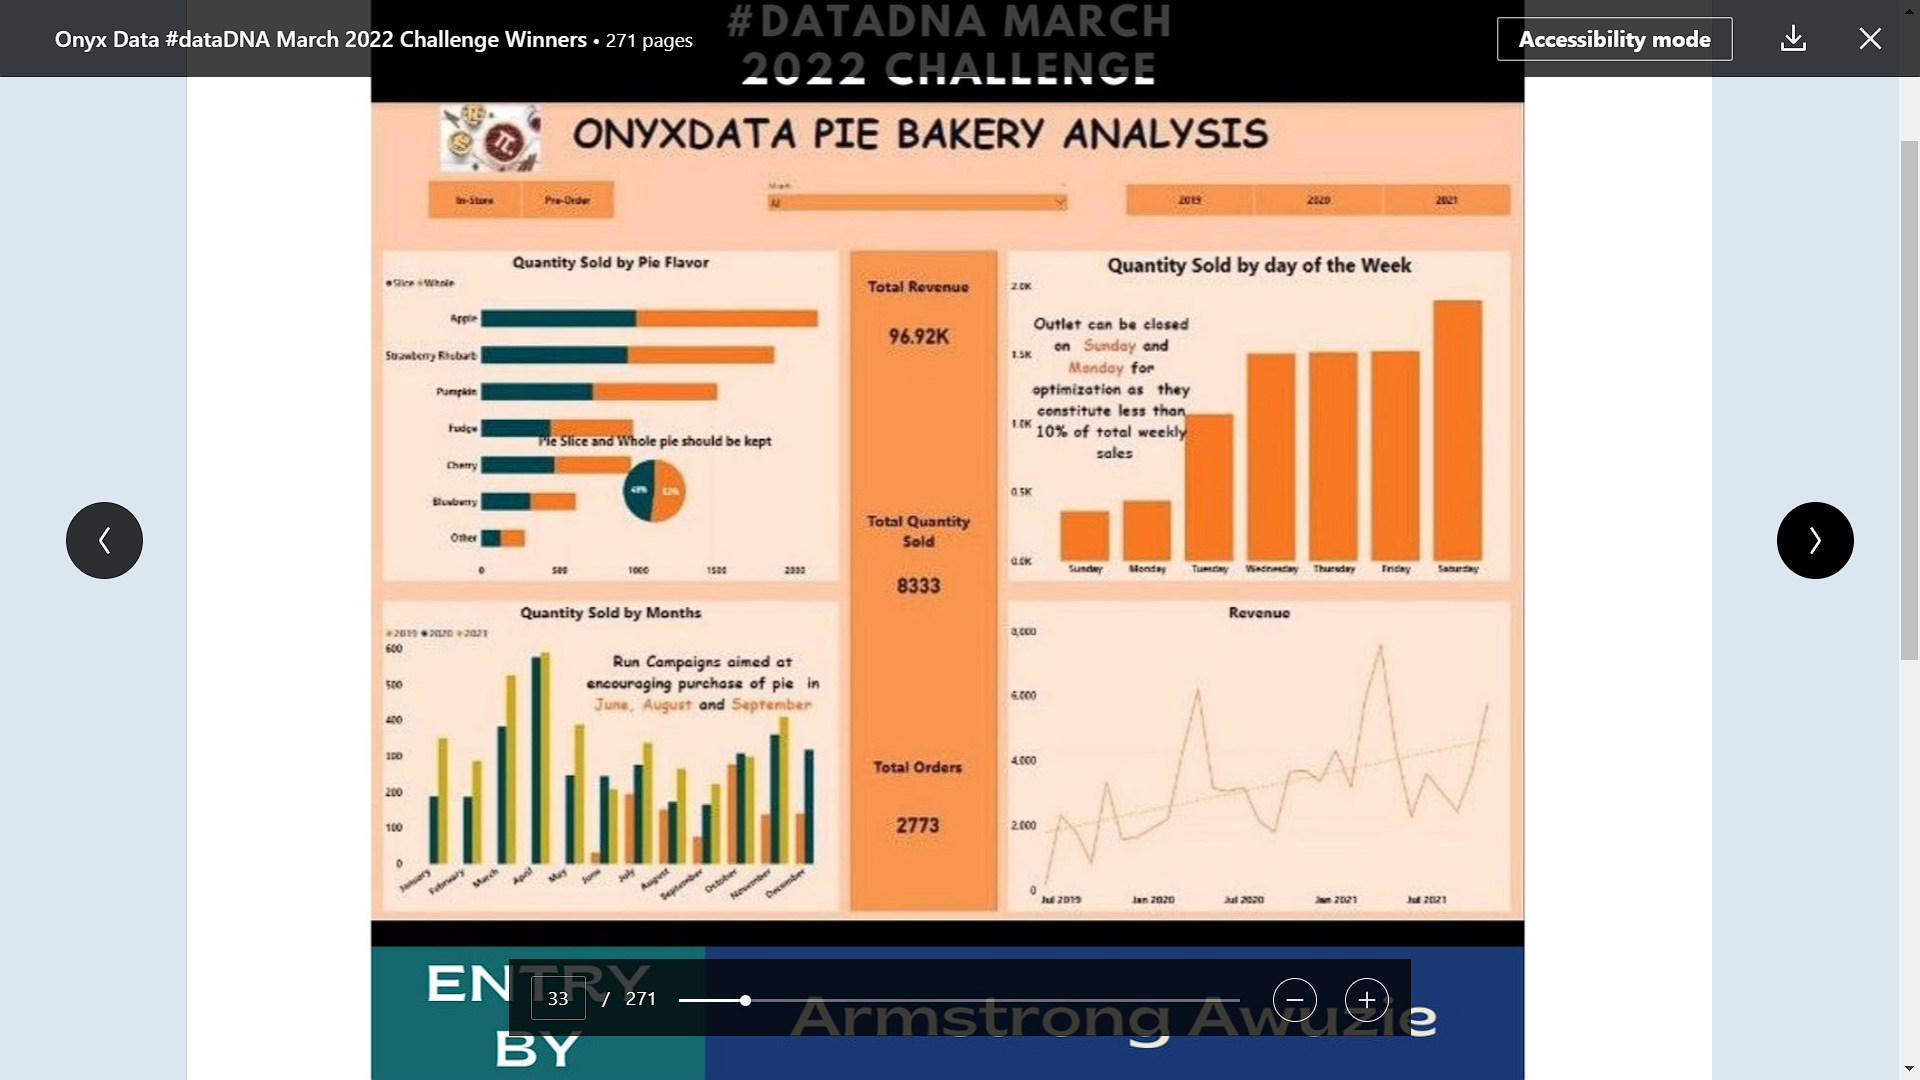 #DATADNA MARCH
2022 CHALLENGE
Onyx Data #dataDNA March 2022 Challenge Winners • 271 pages
Accessibility mode
ONYXDATA PIE BAKERY ANALYSIS
In-Store
Pre-Order
Month
All
2019
2020
2021
Quantity Sold by Pie Flavor
Slice Whole
Apple
Strawberry Rhubarb
Pumpkin
Fudge
Cherry
Blueberry
Other
Pie Slice and Whole pie should be kept
48%
52%
0 500 1000 1500 2000
Total Revenue
96.92K
Total Quantity
Sold
8333
Total Orders
2773
Quantity Sold by day of the Week
2.0K
1.5K
1.0K
0.5K
0.0K
Outlet can be closed
on Sunday and
Monday for
optimization as they
constitute less than
10% of total weekly
sales
Sunday Monday Tuesday Wednesday Thursday Friday Saturday
Quantity Sold by Months
2019 2020 2021
600
500
400
300
200
100
0
Run Campaigns aimed at
encouraging purchase of pie in
June, August and September
January February March April May June July August September October November December
Revenue
8,000
6,000
4,000
2,000
0
Jul 2019 Jan 2020 Jul 2020 Jan 2021 Jul 2021
ENTRY
BY
Armstrong Awuzie
33 / 271